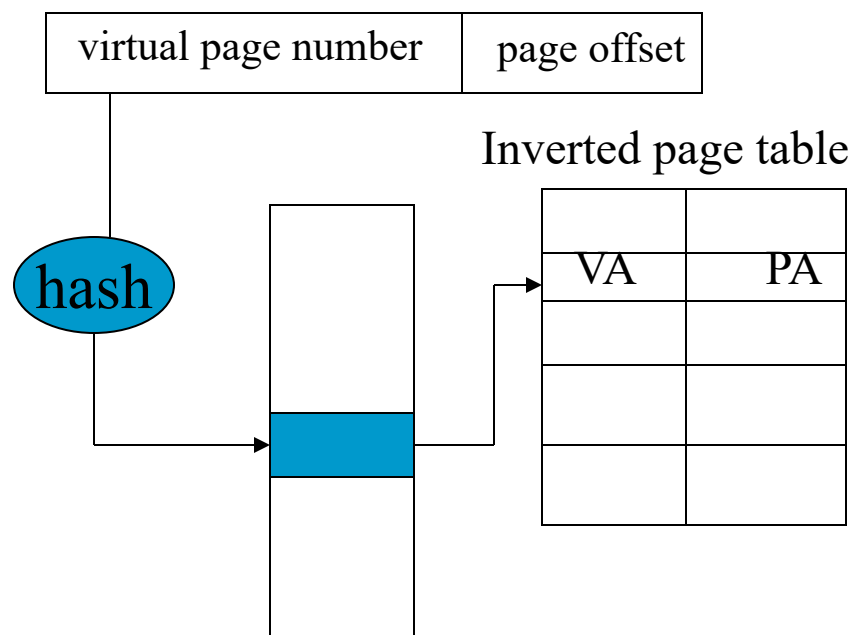 virtual page number
page offset
Inverted page table
hash
VA
PA